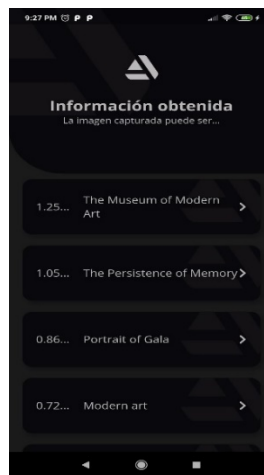 9:27 PM
Información obtenida
La imagen capturada puede ser...
1.25... The Museum of Modern
Art
1.05... The Persistence of Memory
0.86... Portrait of Gala
0.72... Modern art